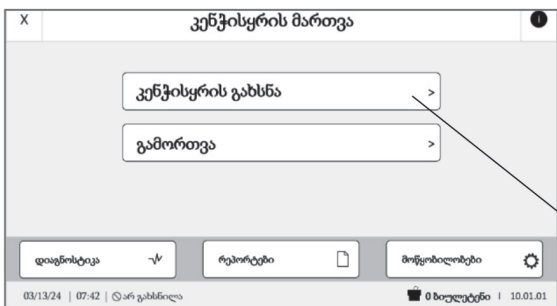 X კენჭისყრის მართვა i
კენჭისყრის გახსნა >
გამორთვა >
დიაგნოსტიკა რეპორტები მოწყობილობები
03/13/24 | 07:42 | არ გახსნილა 0 ბიულეტენი | 10.01.01